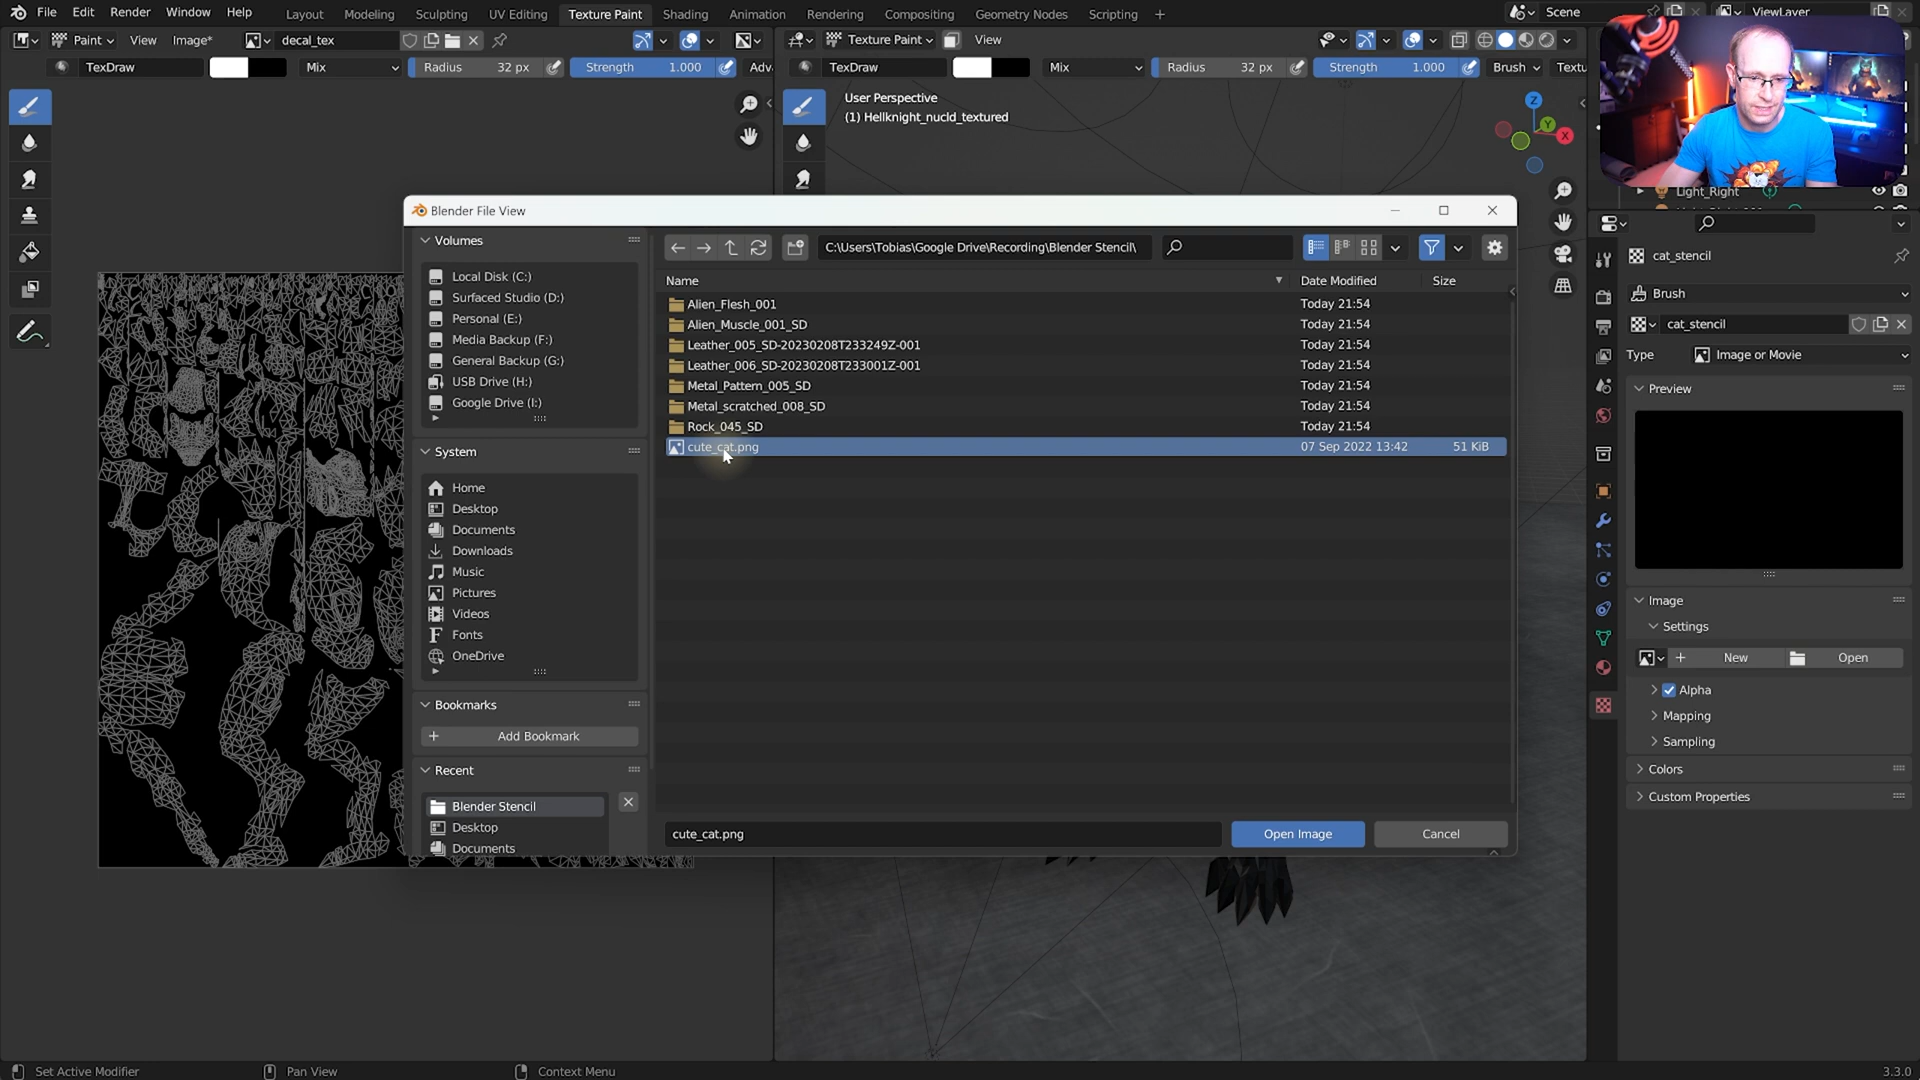 File Edit Render Window Help Layout Modeling Sculpting UV Editing Texture Paint Shading Animation Rendering Compositing Geometry Nodes Scripting + Scene ViewLayer
Paint View Image* decal_tex Texture Paint View
TexDraw Mix Radius 32 px Strength 1.000 Adv TexDraw Mix Radius 32 px Strength 1.000 Brush Textu
User Perspective
(1) Hellknight_nucld_textured
Z
Y
X
Light_Right
Blender File View
Volumes
Local Disk (C:)
Surfaced Studio (D:)
Personal (E:)
Media Backup (F:)
General Backup (G:)
USB Drive (H:)
Google Drive (I:)
System
Home
Desktop
Documents
Downloads
Music
Pictures
Videos
Fonts
OneDrive
Bookmarks
Add Bookmark
Recent
Blender Stencil
Desktop
Documents
C:\Users\Tobias\Google Drive\Recording\Blender Stencil\
Name Date Modified Size
Alien_Flesh_001 Today 21:54
Alien_Muscle_001_SD Today 21:54
Leather_005_SD-20230208T233249Z-001 Today 21:54
Leather_006_SD-20230208T233001Z-001 Today 21:54
Metal_Pattern_005_SD Today 21:54
Metal_scratched_008_SD Today 21:54
Rock_045_SD Today 21:54
cute_cat.png 07 Sep 2022 13:42 51 KiB
cute_cat.png Open Image Cancel
cat_stencil
Brush
cat_stencil
Type Image or Movie
Preview
Image
Settings
New Open
Alpha
Mapping
Sampling
Colors
Custom Properties
Set Active Modifier Pan View Context Menu 3.3.0